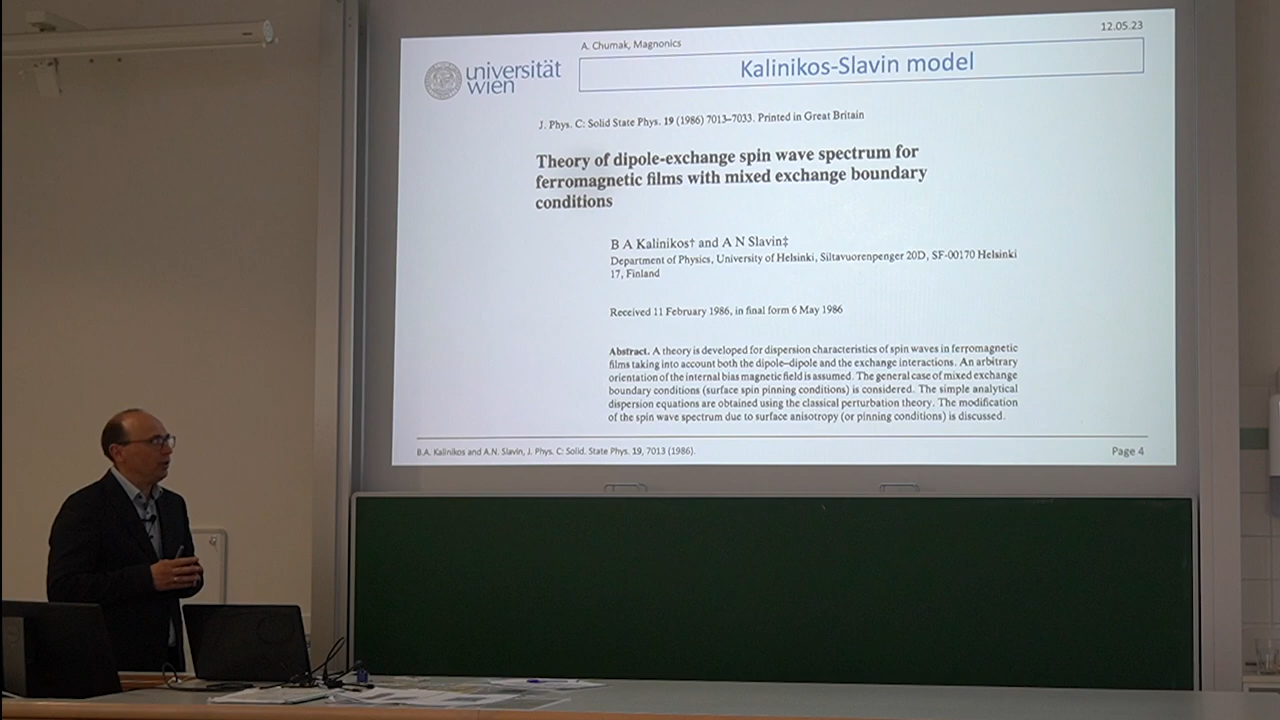 A. Chumak, Magnonics
12.05.23
universität
wien
Kalinikos-Slavin model
J. Phys. C: Solid State Phys. 19 (1986) 7013–7033. Printed in Great Britain
Theory of dipole-exchange spin wave spectrum for
ferromagnetic films with mixed exchange boundary
conditions
B A Kalinikos† and A N Slavin‡
Department of Physics, University of Helsinki, Siltavuorenpenger 20D, SF-00170 Helsinki
17, Finland
Received 11 February 1986, in final form 6 May 1986
Abstract. A theory is developed for dispersion characteristics of spin waves in ferromagnetic
films taking into account both the dipole–dipole and the exchange interactions. An arbitrary
orientation of the internal bias magnetic field is assumed. The general case of mixed exchange
boundary conditions (surface spin pinning conditions) is considered. The simple analytical
dispersion equations are obtained using the classical perturbation theory. The modification
of the spin wave spectrum due to surface anisotropy (or pinning conditions) is discussed.
B.A. Kalinikos and A.N. Slavin, J. Phys. C: Solid. State Phys. 19, 7013 (1986).
Page 4